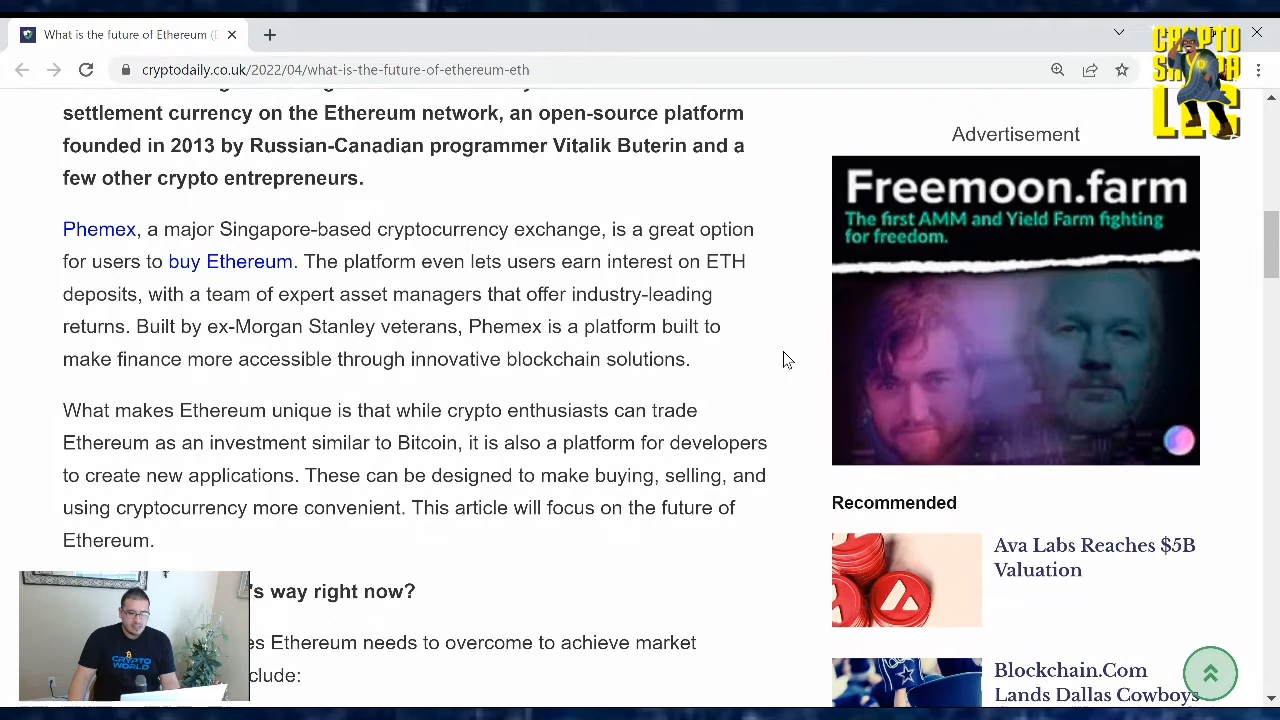 What is the future of Ethereum (E
cryptodaily.co.uk/2022/04/what-is-the-future-of-ethereum-eth
CRYPTO
LEO
settlement currency on the Ethereum network, an open-source platform
founded in 2013 by Russian-Canadian programmer Vitalik Buterin and a
few other crypto entrepreneurs.
Phemex, a major Singapore-based cryptocurrency exchange, is a great option
for users to buy Ethereum. The platform even lets users earn interest on ETH
deposits, with a team of expert asset managers that offer industry-leading
returns. Built by ex-Morgan Stanley veterans, Phemex is a platform built to
make finance more accessible through innovative blockchain solutions.
What makes Ethereum unique is that while crypto enthusiasts can trade
Ethereum as an investment similar to Bitcoin, it is also a platform for developers
to create new applications. These can be designed to make buying, selling, and
using cryptocurrency more convenient. This article will focus on the future of
Ethereum.
's way right now?
es Ethereum needs to overcome to achieve market
clude:
CRYPTO
WORLD
Advertisement
Freemoon.farm
The first AMM and Yield Farm fighting
for freedom.
Recommended
Ava Labs Reaches $5B
Valuation
Blockchain.Com
Lands Dallas Cowboys